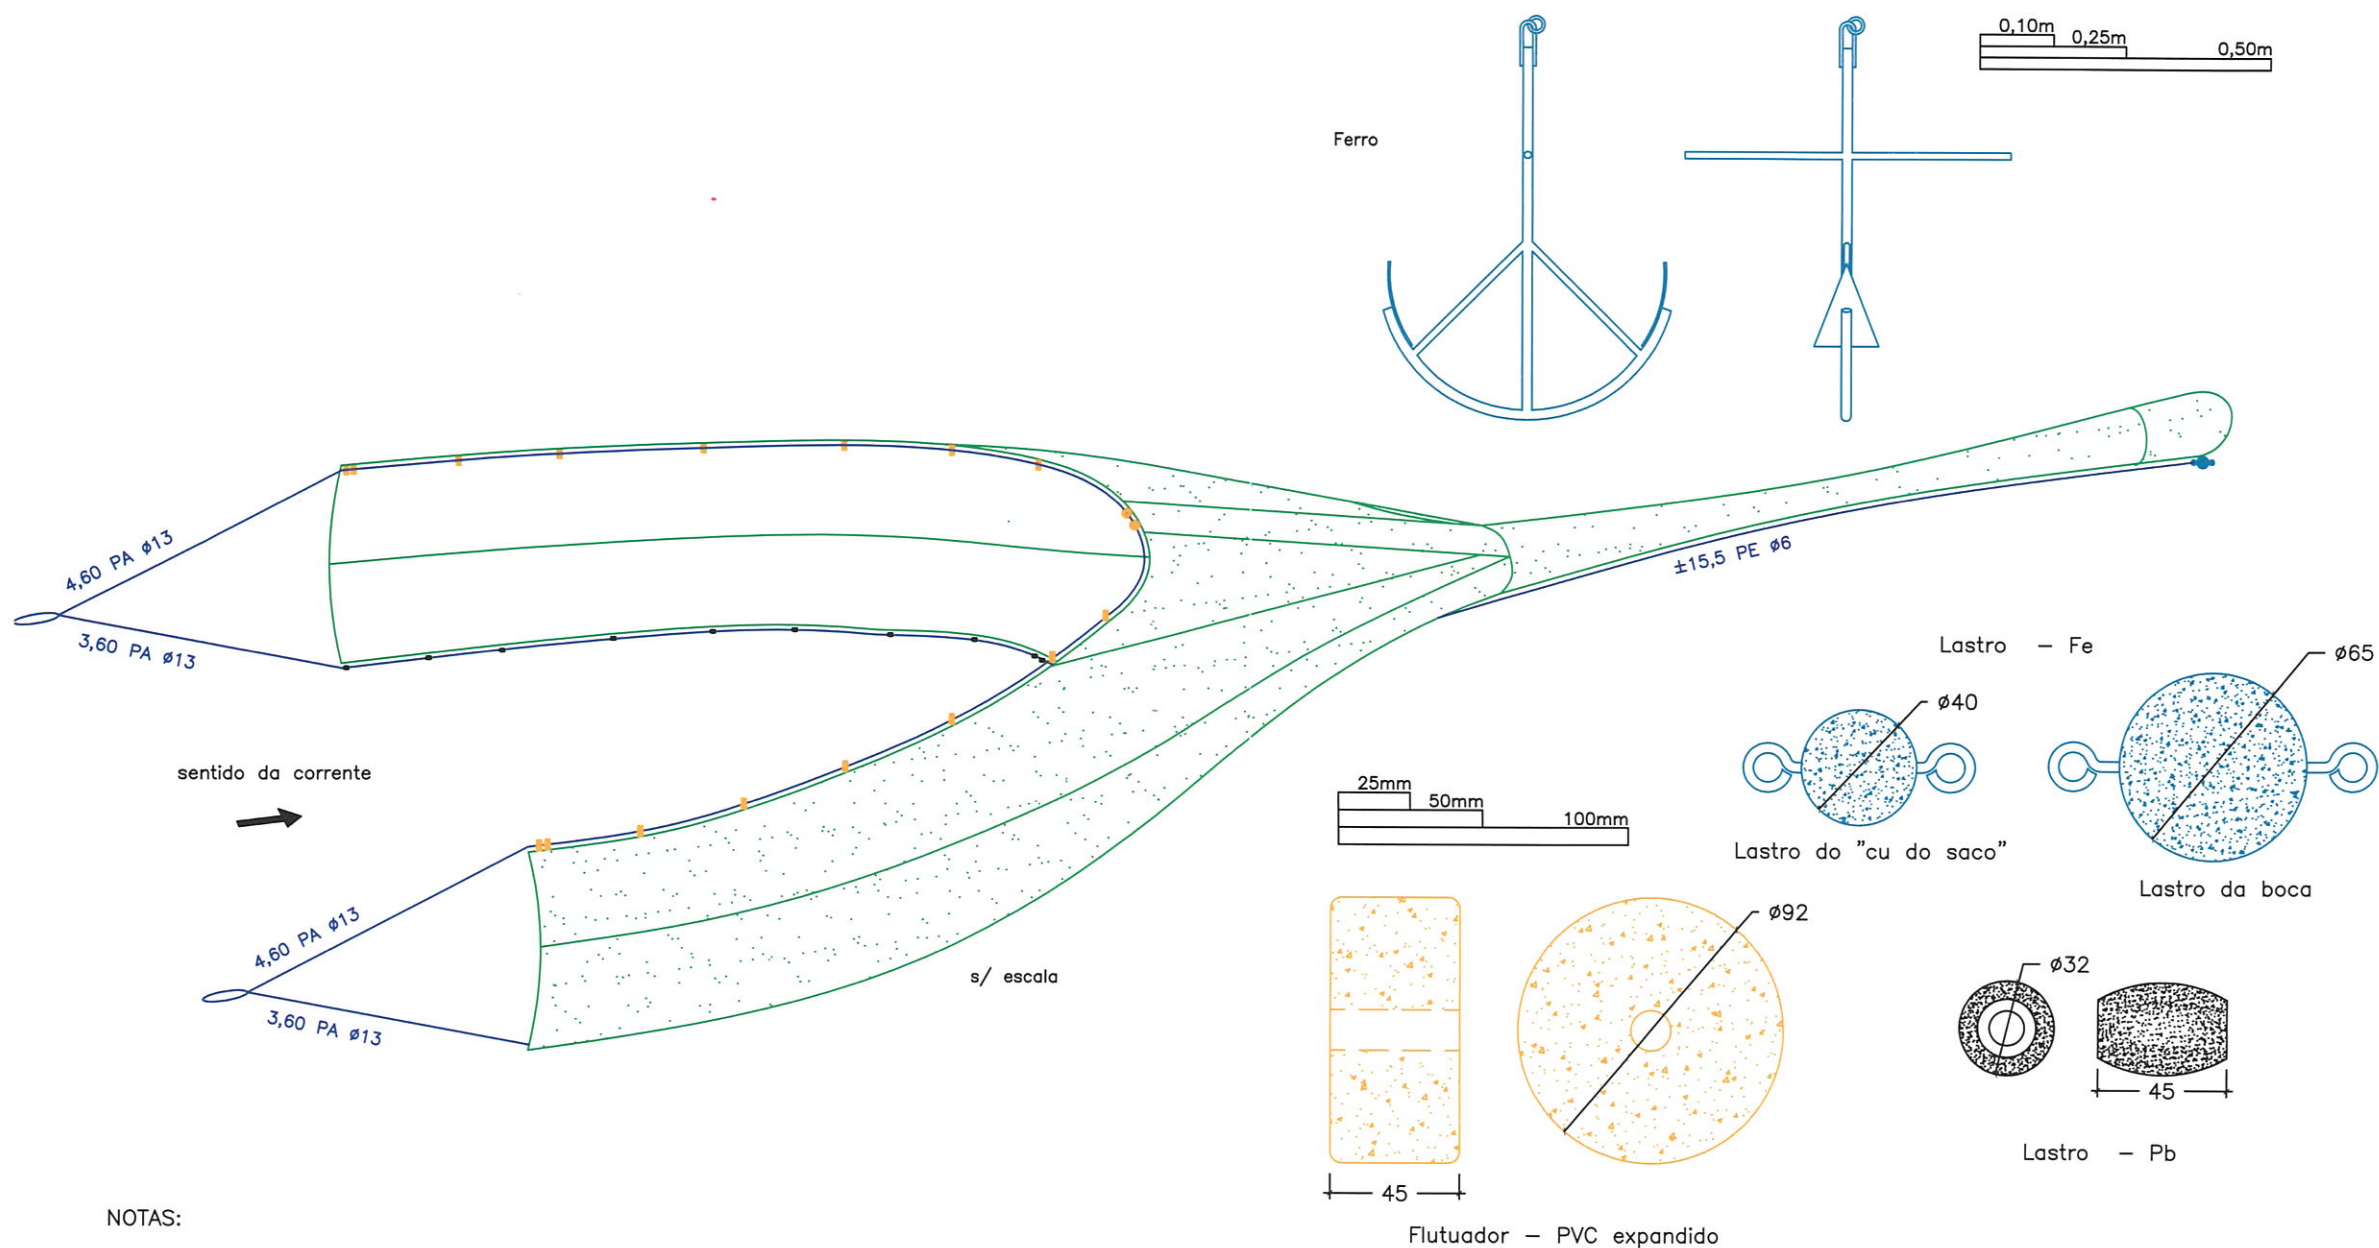 0,10m
0,25m
0,50m
Ferro
4,60 PA ø13
3,60 PA ø13
±15,5 PE ø6
Lastro – Fe
ø65
ø40
sentido da corrente
25mm
50mm
100mm
Lastro do "cu do saco"
Lastro da boca
4,60 PA ø13
3,60 PA ø13
s/ escala
ø92
ø32
45
Lastro – Pb
45
NOTAS:
Flutuador – PVC expandido